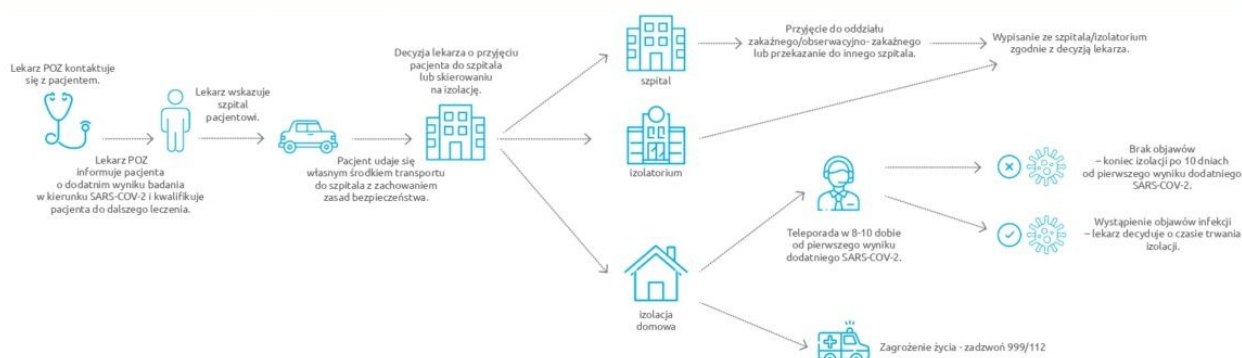 Lekarz POZ kontaktuje
się z pacjentem.
Lekarz POZ
informuje pacjenta
o dodatnim wyniku badania
w kierunku SARS-COV-2 i kwalifikuje
pacjenta do dalszego leczenia.
Lekarz wskazuje
szpital
pacjentowi.
Pacjent udaje się
własnym środkiem transportu
do szpitala z zachowaniem
zasad bezpieczeństwa.
Decyzja lekarza o przyjęciu
pacjenta do szpitala
lub skierowaniu
na izolację.
szpital
Przyjęcie do oddziału
zakaźnego/obserwacyjno- zakaźnego
lub przekazanie do innego szpitala.
Wypisanie ze szpitala/izolatorium
zgodnie z decyzją lekarza.
izolatorium
izolacja
domowa
Teleporada w 8-10 dobie
od pierwszego wyniku
dodatniego SARS-COV-2.
Brak objawów
– koniec izolacji po 10 dniach
od pierwszego wyniku dodatniego
SARS-COV-2.
Wystąpienie objawów infekcji
– lekarz decyduje o czasie trwania
izolacji.
Zagrożenie życia - zadzwoń 999/112